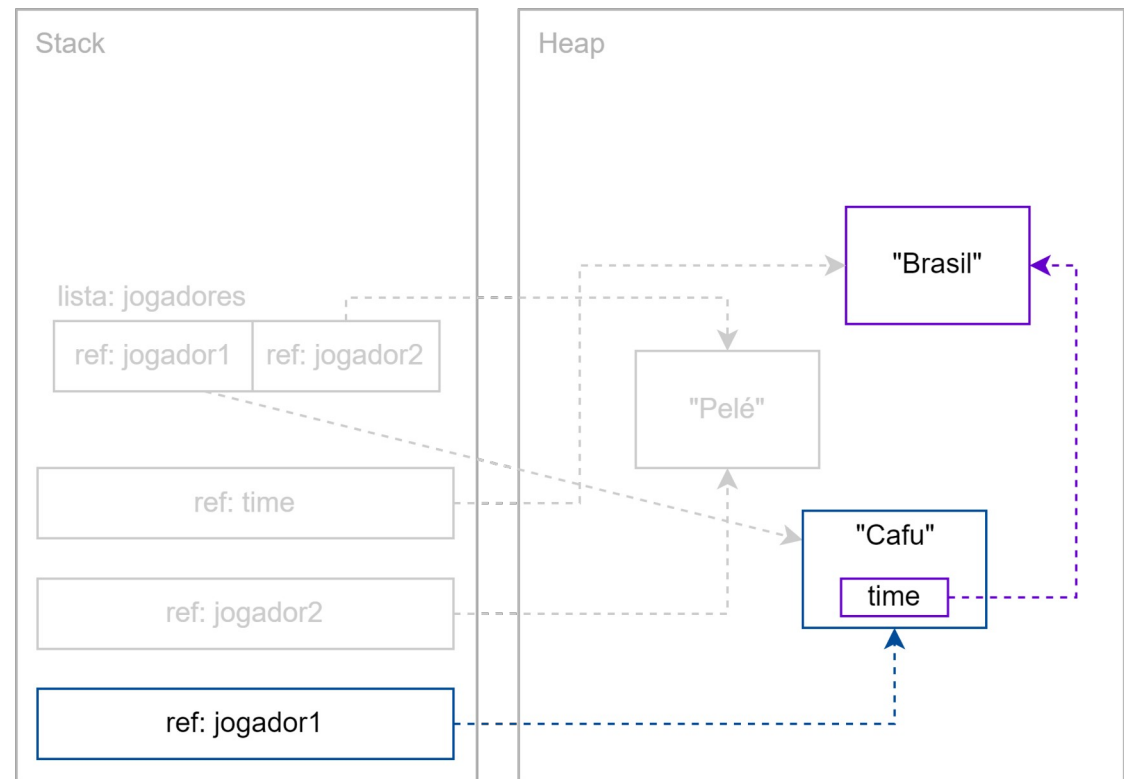 Stack
Heap
"Brasil"
lista: jogadores
ref: jogador1
ref: jogador2
"Pelé"
ref: time
"Cafu"
time
ref: jogador2
ref: jogador1